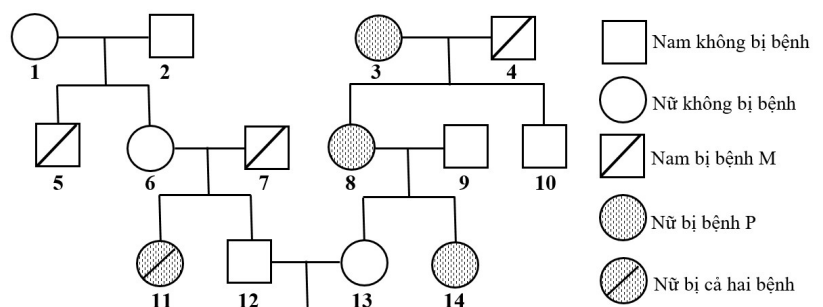 1
2
3
4
Nam không bị bệnh
Nữ không bị bệnh
5
6
7
8
9
10
Nam bị bệnh M
Nữ bị bệnh P
11
12
13
14
Nữ bị cả hai bệnh